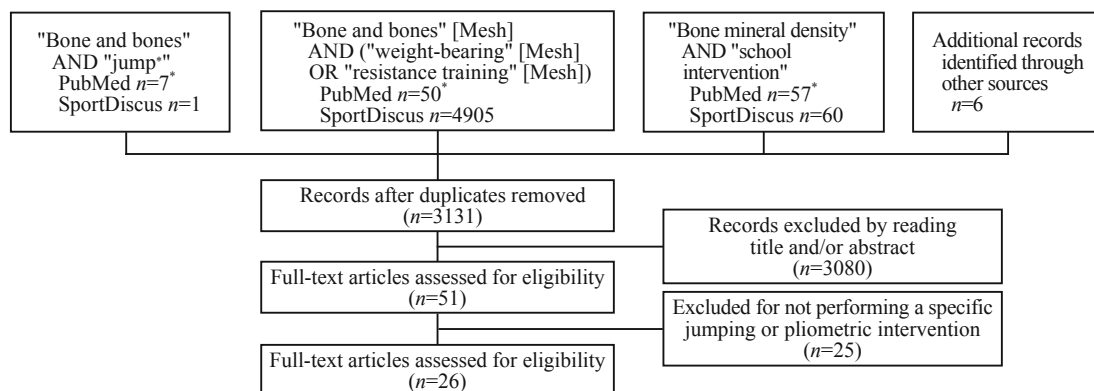 "Bone and bones"
AND "jump*"
PubMed n=7*
SportDiscus n=1
"Bone and bones" [Mesh]
AND ("weight-bearing" [Mesh]
OR "resistance training" [Mesh])
PubMed n=50*
SportDiscus n=4905
"Bone mineral density"
AND "school
intervention"
PubMed n=57*
SportDiscus n=60
Additional records
identified through
other sources
n=6
Records after duplicates removed
(n=3131)
Records excluded by reading
title and/or abstract
(n=3080)
Full-text articles assessed for eligibility
(n=51)
Excluded for not performing a specific
jumping or pliometric intervention
(n=25)
Full-text articles assessed for eligibility
(n=26)